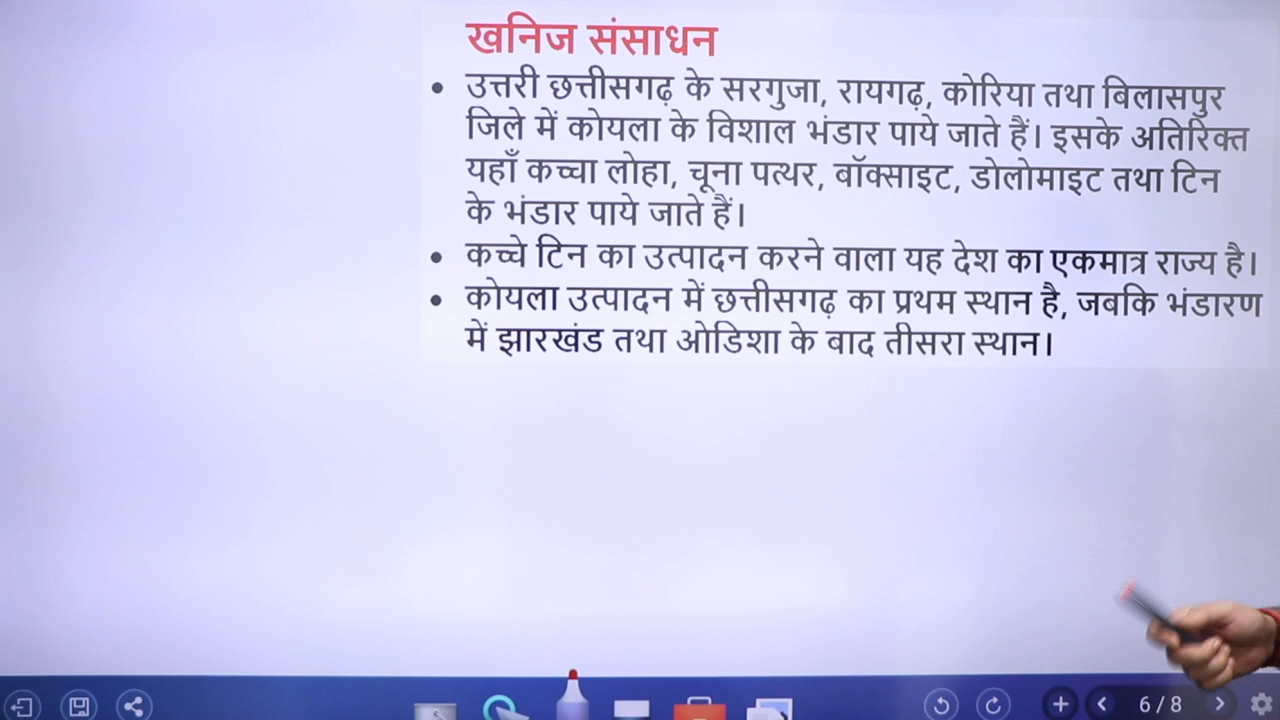 खनिज संसाधन
• उत्तरी छत्तीसगढ़ के सरगुजा, रायगढ़, कोरिया तथा बिलासपुर
जिले में कोयला के विशाल भंडार पाये जाते हैं। इसके अतिरिक्त
यहाँ कच्चा लोहा, चूना पत्थर, बॉक्साइट, डोलोमाइट तथा टिन
के भंडार पाये जाते हैं।
• कच्चे टिन का उत्पादन करने वाला यह देश का एकमात्र राज्य है।
• कोयला उत्पादन में छत्तीसगढ़ का प्रथम स्थान है, जबकि भंडारण
में झारखंड तथा ओडिशा के बाद तीसरा स्थान।
6 / 8